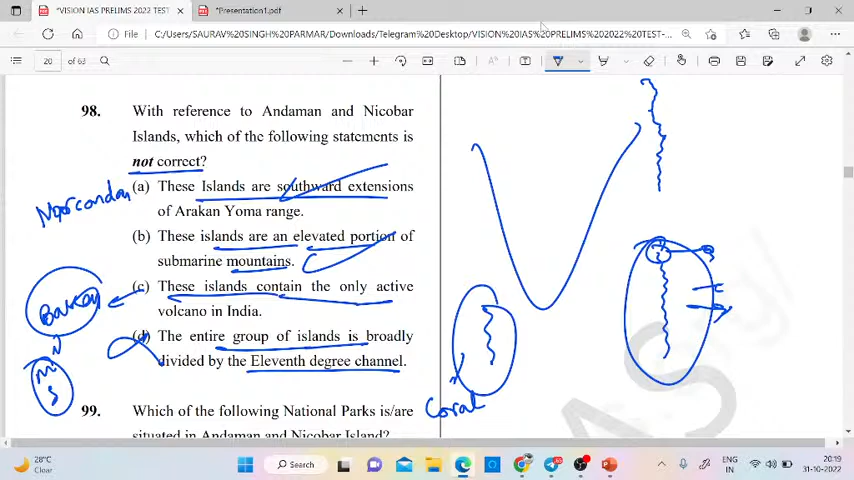 *VISION IAS PRELIMS 2022 TEST
*Presentation1.pdf
File
C:/Users/SAURAV%20SINGH%20PARMAR/Downloads/Telegram%20Desktop/VISION%20IAS%20PRELIMS%202022%20TEST-...
20 of 63
98. With reference to Andaman and Nicobar
Islands, which of the following statements is
not correct?
(a) These Islands are southward extensions
of Arakan Yoma range.
(b) These islands are an elevated portion of
submarine mountains.
(c) These islands contain the only active
volcano in India.
(d) The entire group of islands is broadly
divided by the Eleventh degree channel.
99. Which of the following National Parks is/are
situated in Andaman and Nicobar Island?
Narcondam
Barren
N
M
S
Coral
28°C
Clear
Search
ENG
IN
20:19
31-10-2022